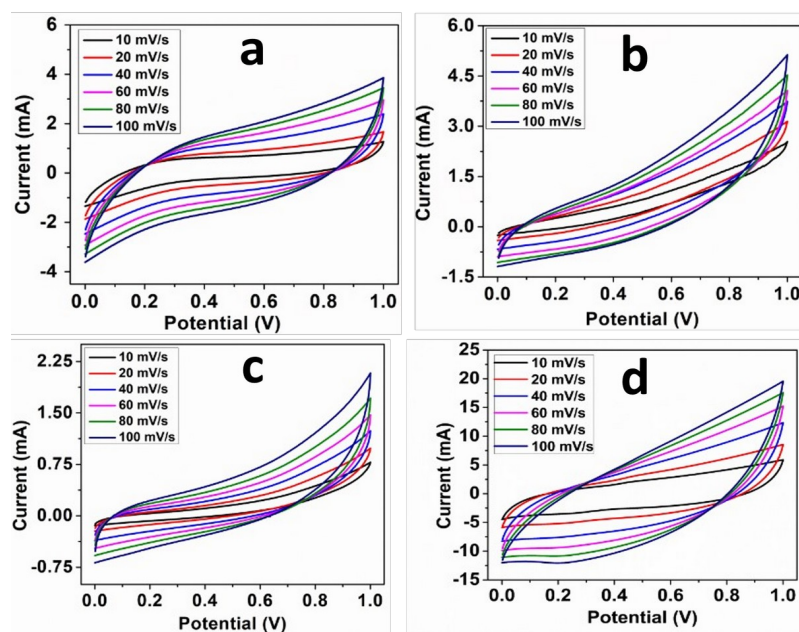 a
6
4
2
0
-2
-4
Current (mA)
10 mV/s
20 mV/s
40 mV/s
60 mV/s
80 mV/s
100 mV/s
0.0 0.2 0.4 0.6 0.8 1.0
Potential (V)
b
6.0
4.5
3.0
1.5
0.0
-1.5
Current (mA)
10 mV/s
20 mV/s
40 mV/s
60 mV/s
80 mV/s
100 mV/s
0.0 0.2 0.4 0.6 0.8 1.0
Potential (V)
c
2.25
1.50
0.75
0.00
-0.75
Current (mA)
10 mV/s
20 mV/s
40 mV/s
60 mV/s
80 mV/s
100 mV/s
0.0 0.2 0.4 0.6 0.8 1.0
Potential (V)
d
25
20
15
10
5
0
-5
-10
-15
Current (mA)
10 mV/s
20 mV/s
40 mV/s
60 mV/s
80 mV/s
100 mV/s
0.0 0.2 0.4 0.6 0.8 1.0
Potential (V)